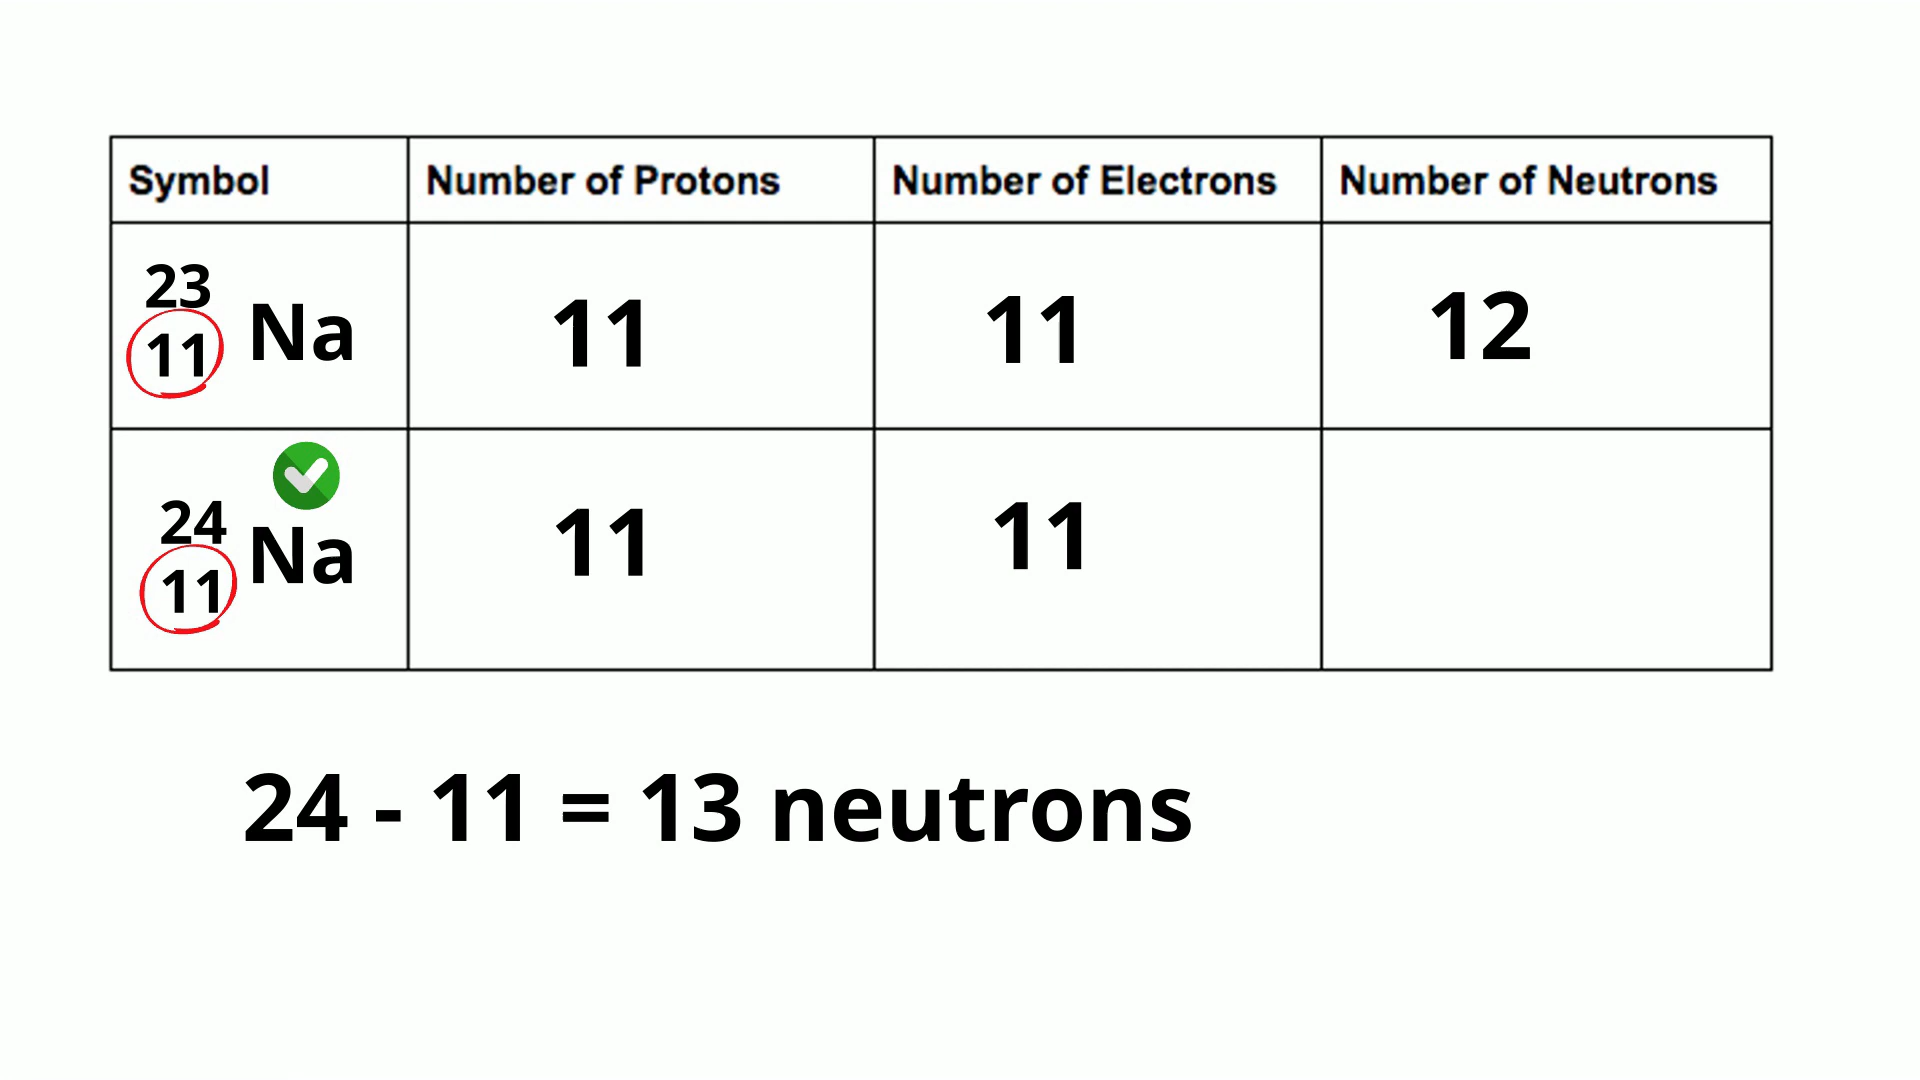 Symbol Number of Protons Number of Electrons Number of Neutrons
23
11 Na 11 11 12
24
11 Na 11 11
24 - 11 = 13 neutrons